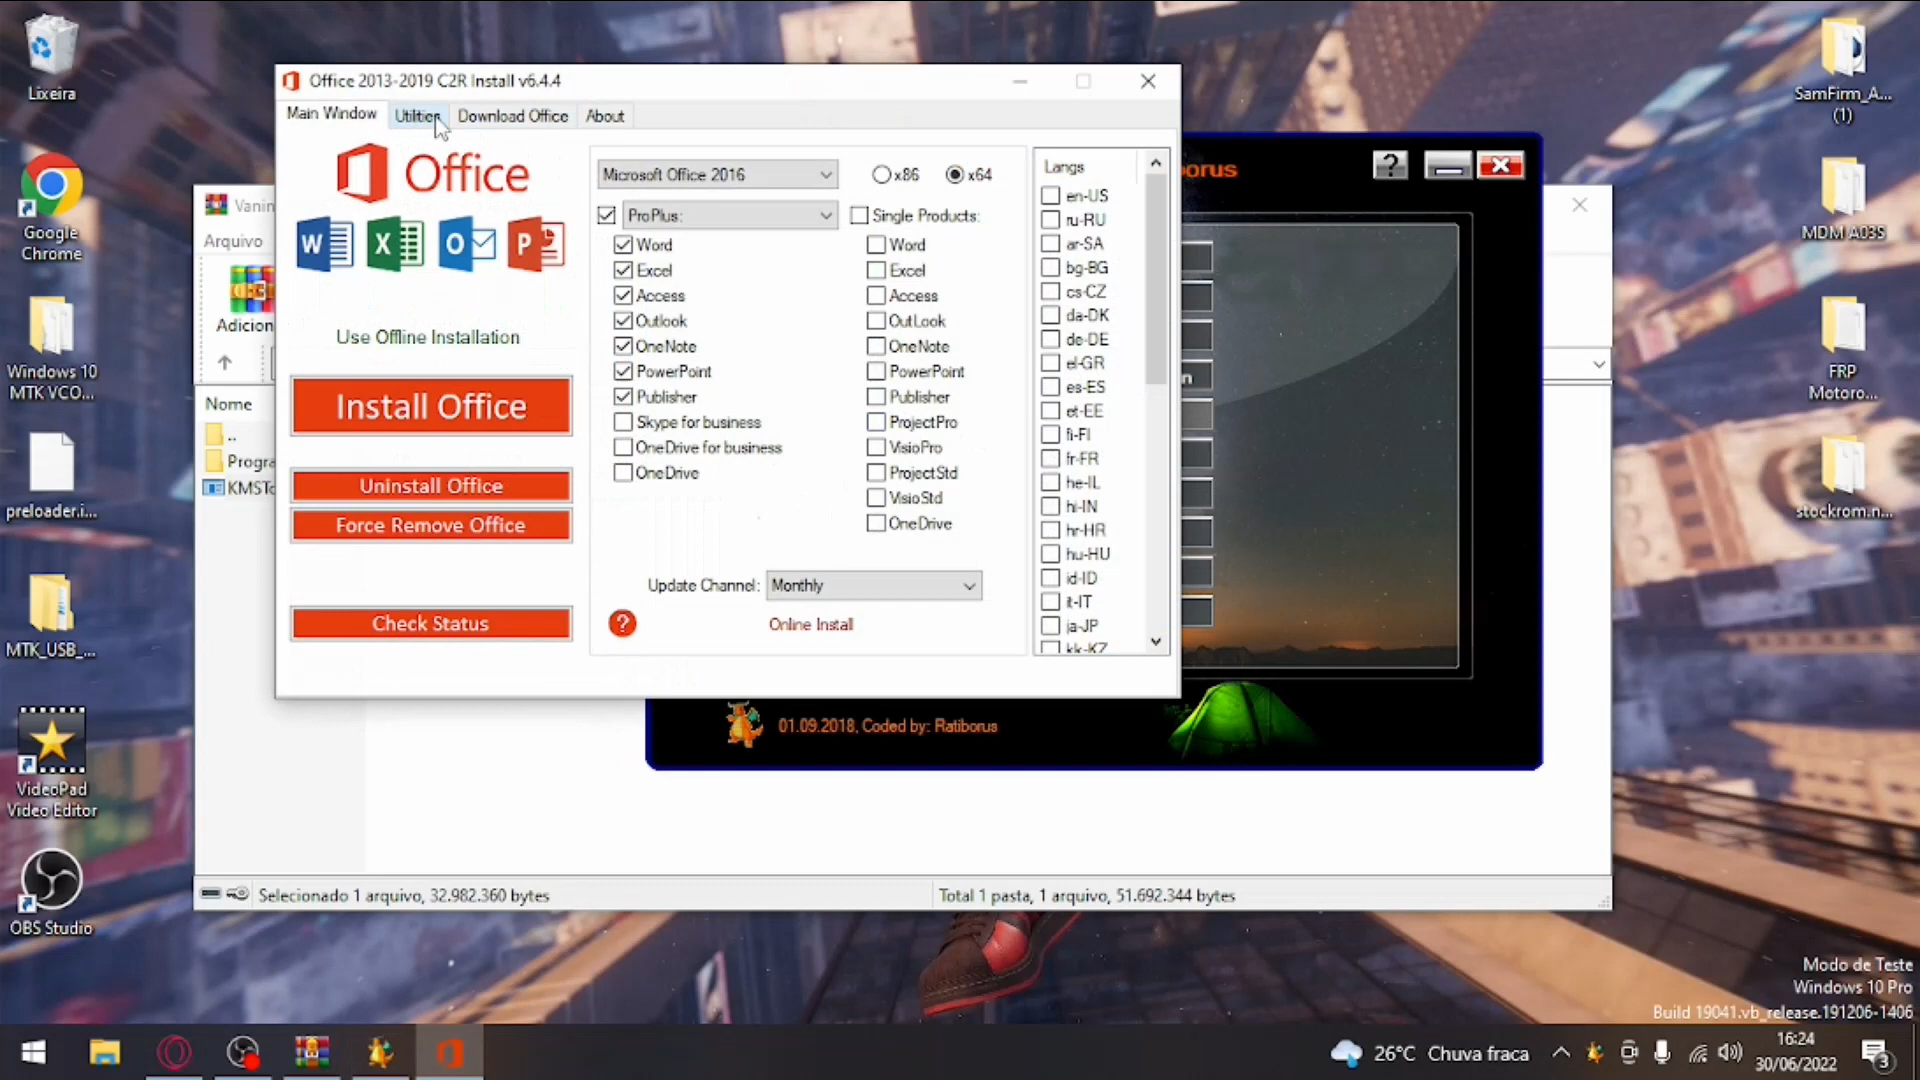 Lixeira
Google
Chrome
Windows 10
MTK VCO...
preloader.i...
MTK_USB_...
VideoPad
Video Editor
OBS Studio
SamFirm_A...
(1)
MDM A03S
FRP
Motoro...
stockrom.n...
Office 2013-2019 C2R Install v6.4.4
Main Window
Utilities
Download Office
About
Office
Use Offline Installation
Install Office
Uninstall Office
Force Remove Office
Check Status
Microsoft Office 2016
x86
x64
ProPlus:
Word
Excel
Access
Outlook
OneNote
PowerPoint
Publisher
Skype for business
OneDrive for business
OneDrive
Single Products:
Word
Excel
Access
OutLook
OneNote
PowerPoint
Publisher
ProjectPro
VisioPro
ProjectStd
VisioStd
OneDrive
Update Channel:
Monthly
Online Install
Langs
en-US
ru-RU
ar-SA
bg-BG
cs-CZ
da-DK
de-DE
el-GR
es-ES
et-EE
fi-FI
fr-FR
he-IL
hi-IN
hr-HR
hu-HU
id-ID
it-IT
ja-JP
kk-KZ
Vanin
Arquivo
Adicion
Nome
..
Progra
KMSTo
orus
01.09.2018, Coded by: Ratiborus
Selecionado 1 arquivo, 32.982.360 bytes
Total 1 pasta, 1 arquivo, 51.692.344 bytes
Modo de Teste
Windows 10 Pro
Build 19041.vb_release.191206-1406
26°C Chuva fraca
16:24
30/06/2022
3